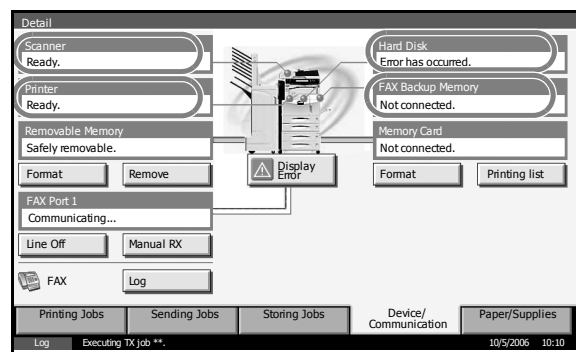 Detail
Scanner
Ready.
Hard Disk
Error has occurred.
Printer
Ready.
FAX Backup Memory
Not connected.
Removable Memory
Safely removable.
Memory Card
Not connected.
Format
Remove
Display
Error
Format
Printing list
FAX Port 1
Communicating...
Line Off
Manual RX
FAX
Log
Printing Jobs
Sending Jobs
Storing Jobs
Device/
Communication
Paper/Supplies
Log
Executing TX job **.
10/5/2006 10:10